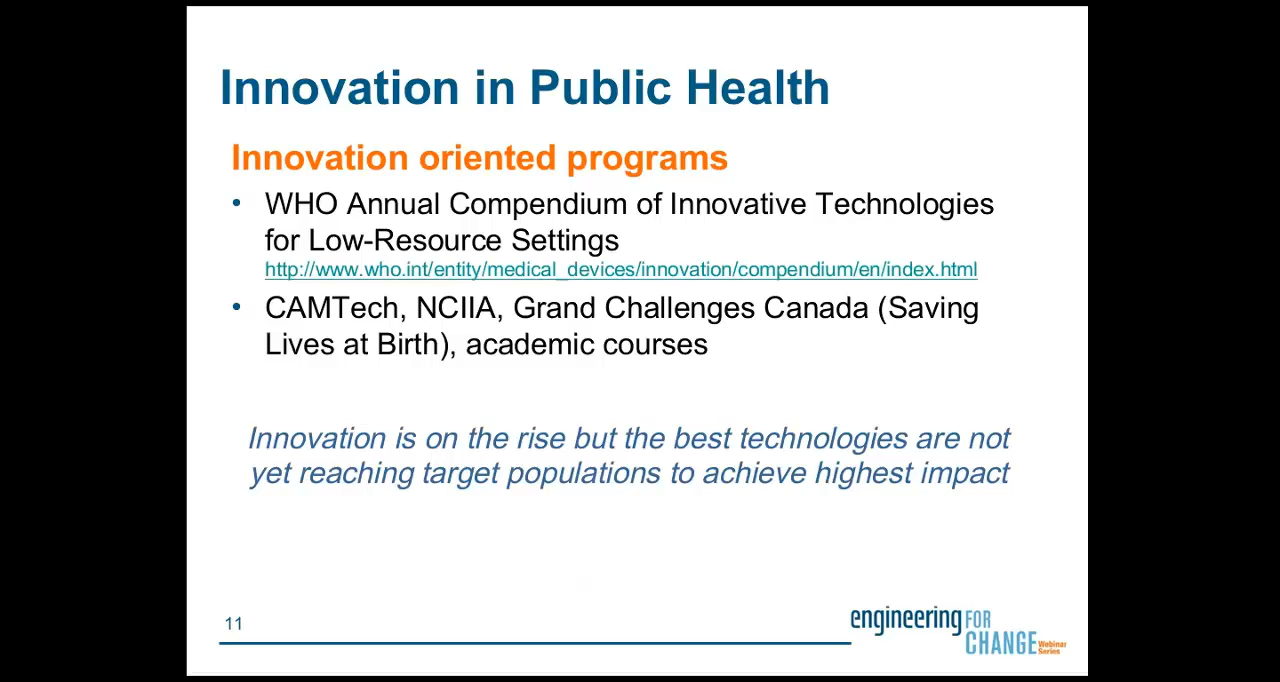 Innovation in Public Health
Innovation oriented programs
• WHO Annual Compendium of Innovative Technologies
for Low-Resource Settings
http://www.who.int/entity/medical_devices/innovation/compendium/en/index.html
• CAMTech, NCIIA, Grand Challenges Canada (Saving
Lives at Birth), academic courses
Innovation is on the rise but the best technologies are not
yet reaching target populations to achieve highest impact
11
engineering FOR
CHANGE Webinar
Series